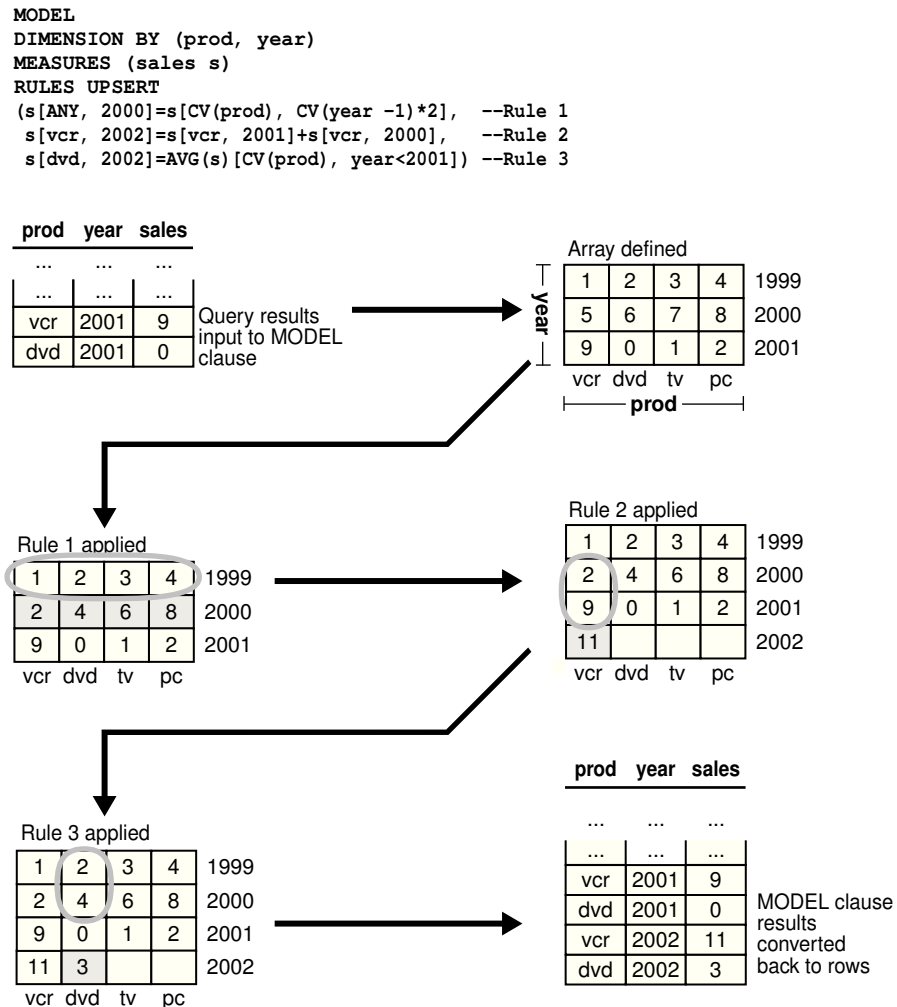 MODEL
DIMENSION BY (prod, year)
MEASURES (sales s)
RULES UPSERT
(s[ANY, 2000]=s[CV(prod), CV(year -1)*2], --Rule 1
s[vcr, 2002]=s[vcr, 2001]+s[vcr, 2000], --Rule 2
s[dvd, 2002]=AVG(s)[CV(prod), year<2001]) --Rule 3
prod year sales
... ... ...
... ... ...
vcr 2001 9
dvd 2001 0
Query results
input to MODEL
clause
Array defined
1 2 3 4 1999
5 6 7 8 2000
9 0 1 2 2001
vcr dvd tv pc
prod
year
Rule 1 applied
1 2 3 4 1999
2 4 6 8 2000
9 0 1 2 2001
vcr dvd tv pc
Rule 2 applied
1 2 3 4 1999
2 4 6 8 2000
9 0 1 2 2001
11 2002
vcr dvd tv pc
Rule 3 applied
1 2 3 4 1999
2 4 6 8 2000
9 0 1 2 2001
11 3 2002
vcr dvd tv pc
prod year sales
... ... ...
... ... ...
vcr 2001 9
dvd 2001 0
vcr 2002 11
dvd 2002 3
MODEL clause
results
converted
back to rows